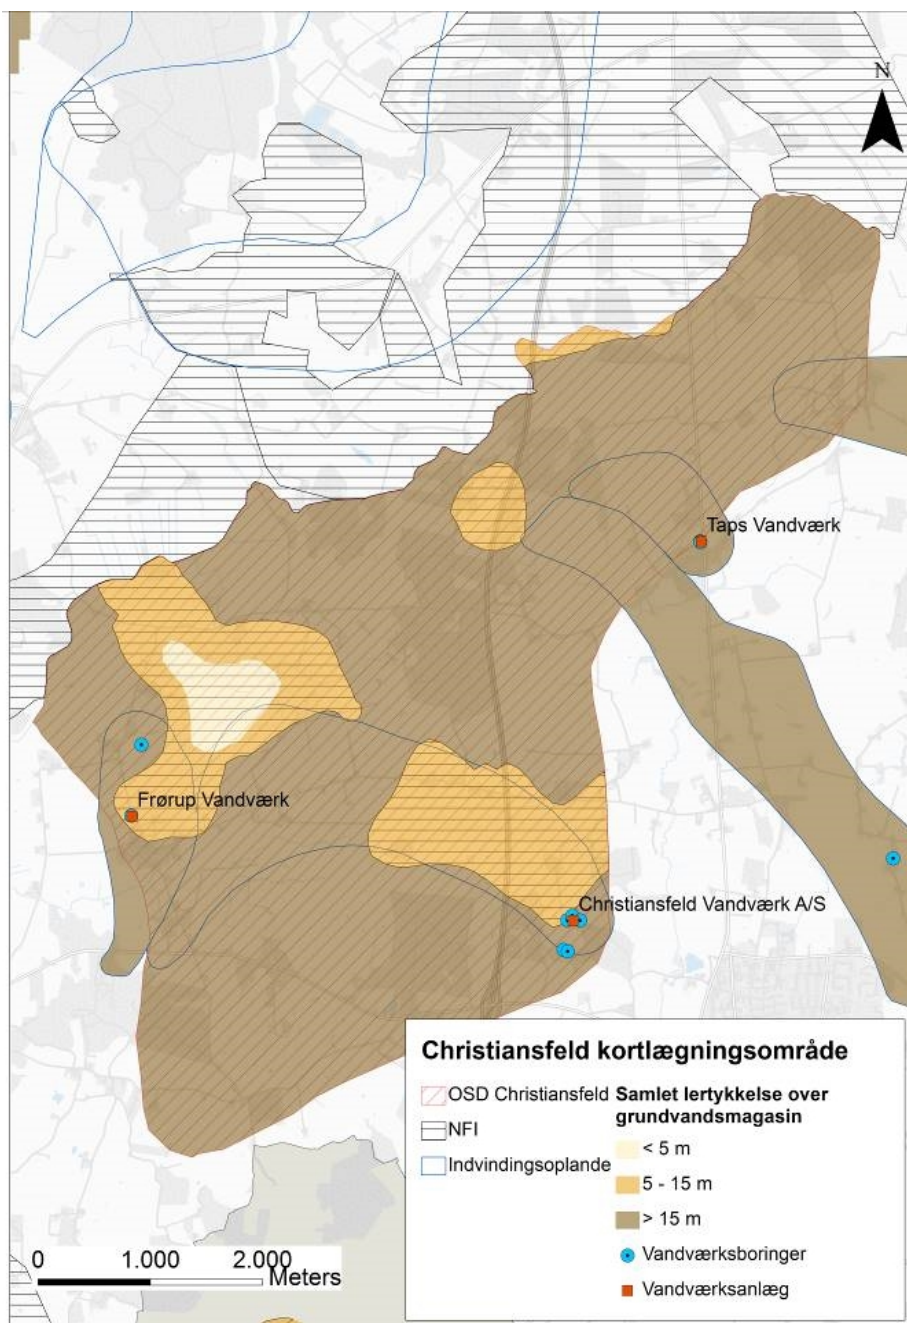 N
Taps Vandværk
Frørup Vandværk
Christiansfeld Vandværk A/S
Christiansfeld kortlægningsområde
OSD Christiansfeld
NFI
Indvindingsoplande
Samlet lertykkelse over
grundvandsmagasin
< 5 m
5 - 15 m
> 15 m
Vandværksboringer
Vandværksanlæg
0 1.000 2.000
Meters